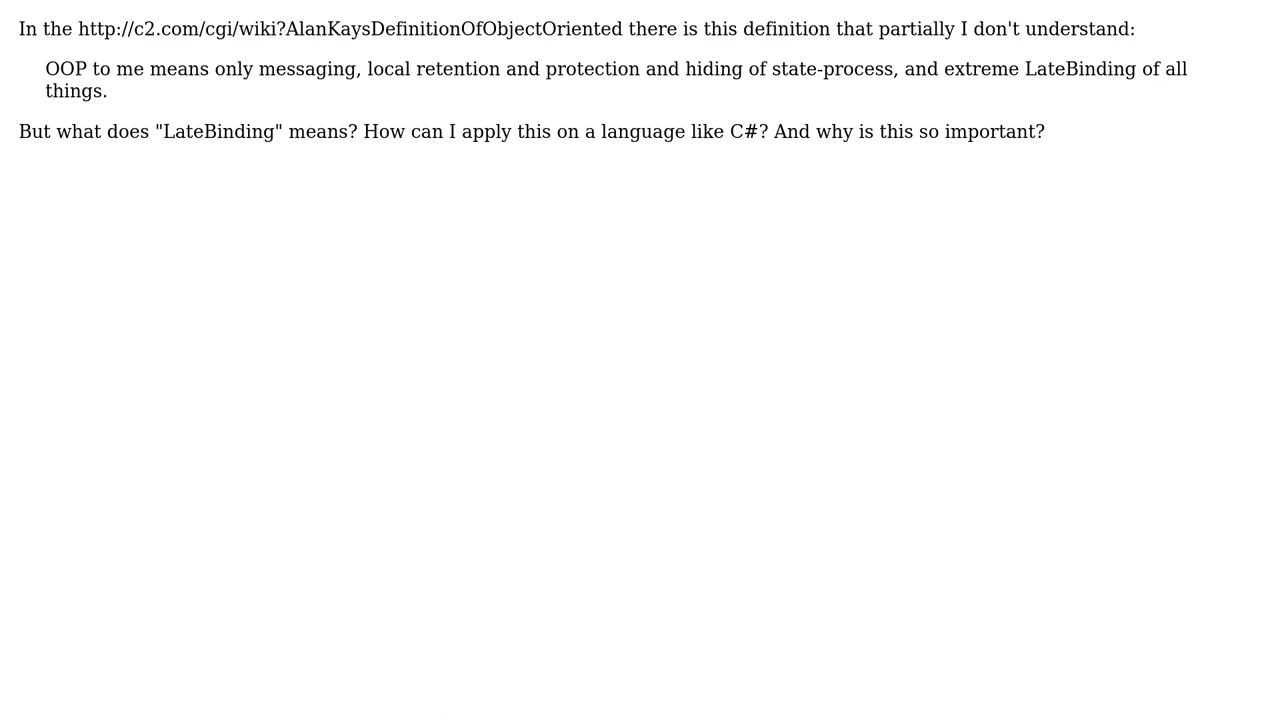 In the http://c2.com/cgi/wiki?AlanKaysDefinitionOfObjectOriented there is this definition that partially I don't understand:
OOP to me means only messaging, local retention and protection and hiding of state-process, and extreme LateBinding of all
things.
But what does "LateBinding" means? How can I apply this on a language like C#? And why is this so important?